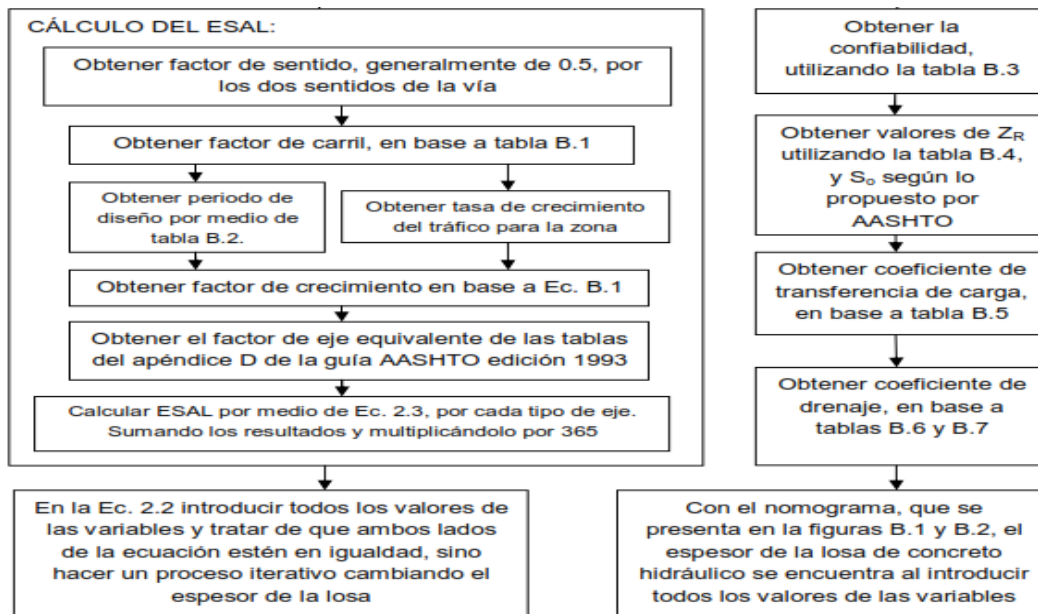 CÁLCULO DEL ESAL:
Obtener factor de sentido, generalmente de 0.5, por
los dos sentidos de la vía
Obtener factor de carril, en base a tabla B.1
Obtener periodo de
diseño por medio de
tabla B.2.
Obtener tasa de crecimiento
del tráfico para la zona
Obtener factor de crecimiento en base a Ec. B.1
Obtener el factor de eje equivalente de las tablas
del apéndice D de la guía AASHTO edición 1993
Calcular ESAL por medio de Ec. 2.3, por cada tipo de eje.
Sumando los resultados y multiplicándolo por 365
En la Ec. 2.2 introducir todos los valores de
las variables y tratar de que ambos lados
de la ecuación estén en igualdad, sino
hacer un proceso iterativo cambiando el
espesor de la losa
Obtener la
confiabilidad,
utilizando la tabla B.3
Obtener valores de Z_R
utilizando la tabla B.4,
y S_o según lo
propuesto por
AASHTO
Obtener coeficiente de
transferencia de carga,
en base a tabla B.5
Obtener coeficiente de
drenaje, en base a
tablas B.6 y B.7
Con el nomograma, que se
presenta en la figuras B.1 y B.2, el
espesor de la losa de concreto
hidráulico se encuentra al introducir
todos los valores de las variables